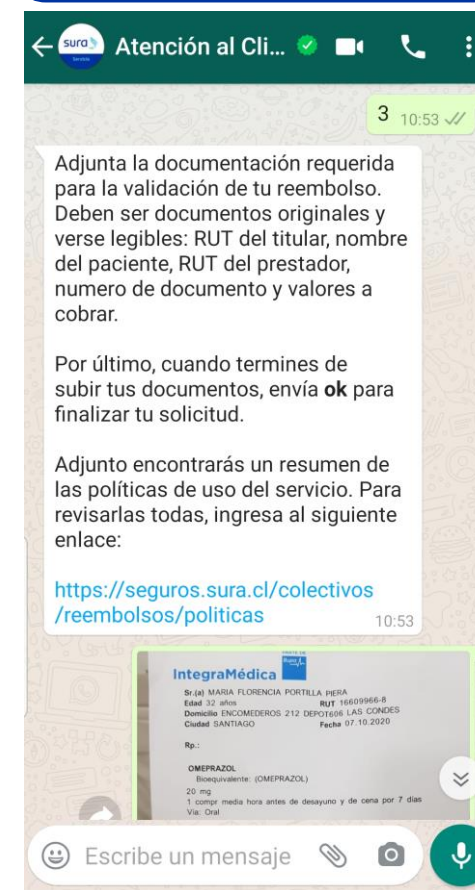 sura
Servicio
Atención al Cli...
3 10:53
Adjunta la documentación requerida
para la validación de tu reembolso.
Deben ser documentos originales y
verse legibles: RUT del titular, nombre
del paciente, RUT del prestador,
numero de documento y valores a
cobrar.
Por último, cuando termines de
subir tus documentos, envía ok para
finalizar tu solicitud.
Adjunto encontrarás un resumen de
las políticas de uso del servicio. Para
revisarlas todas, ingresa al siguiente
enlace:
https://seguros.sura.cl/colectivos
/reembolsos/politicas
10:53
IntegraMédica
Sr.(a) MARIA FLORENCIA PORTILLA PIERA
Edad 32 años RUT 16609966-8
Domicilio ENCOMEDEROS 212 DEPOT606 LAS CONDES
Ciudad SANTIAGO Fecha 07.10.2020
Rp.:
OMEPRAZOL
Bioequivalente: (OMEPRAZOL)
20 mg
1 compr media hora antes de desayuno y de cena por 7 días
Via: Oral
Escribe un mensaje